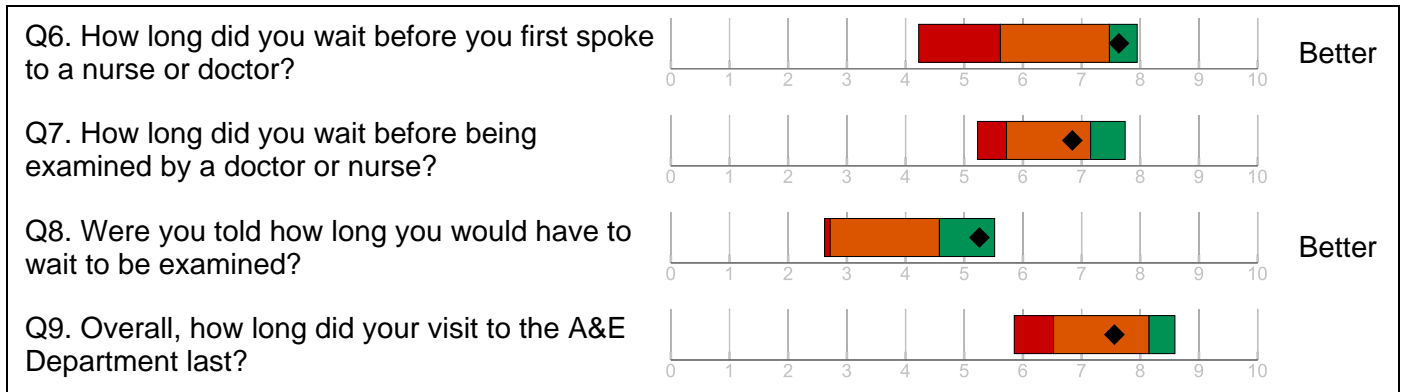 Q6. How long did you wait before you first spoke
to a nurse or doctor?
Better
0 1 2 3 4 5 6 7 8 9 10
Q7. How long did you wait before being
examined by a doctor or nurse?
0 1 2 3 4 5 6 7 8 9 10
Q8. Were you told how long you would have to
wait to be examined?
Better
0 1 2 3 4 5 6 7 8 9 10
Q9. Overall, how long did your visit to the A&E
Department last?
0 1 2 3 4 5 6 7 8 9 10